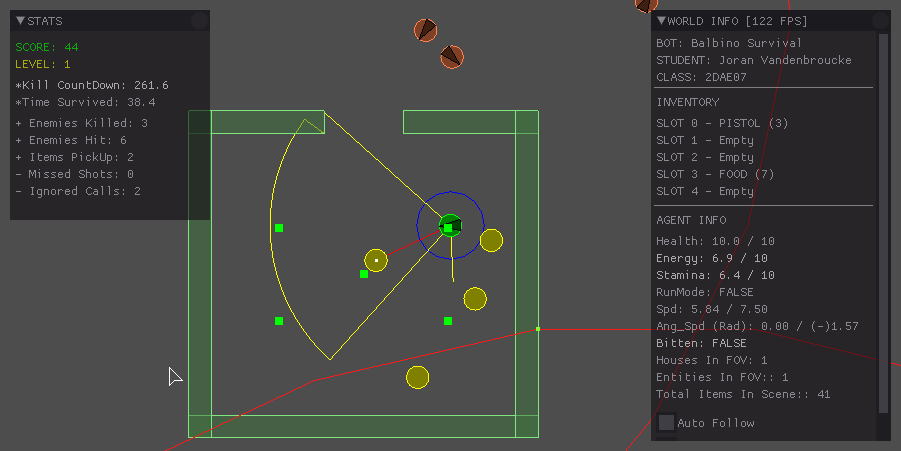 STATS
SCORE: 44
LEVEL: 1
*Kill CountDown: 261.6
*Time Survived: 38.4
+ Enemies Killed: 3
+ Enemies Hit: 6
+ Items PickUp: 2
- Missed Shots: 0
- Ignored Calls: 2
WORLD INFO [122 FPS]
BOT: Balbino Survival
STUDENT: Joran Vandenbroucke
CLASS: 2DAE07
INVENTORY
SLOT 0 - PISTOL (3)
SLOT 1 - Empty
SLOT 2 - Empty
SLOT 3 - FOOD (7)
SLOT 4 - Empty
AGENT INFO
Health: 10.0 / 10
Energy: 6.9 / 10
Stamina: 6.4 / 10
RunMode: FALSE
Spd: 5.84 / 7.50
Ang_Spd (Rad): 0.00 / (-)1.57
Bitten: FALSE
Houses In FOV: 1
Entities In FOV:: 1
Total Items In Scene:: 41
Auto Follow